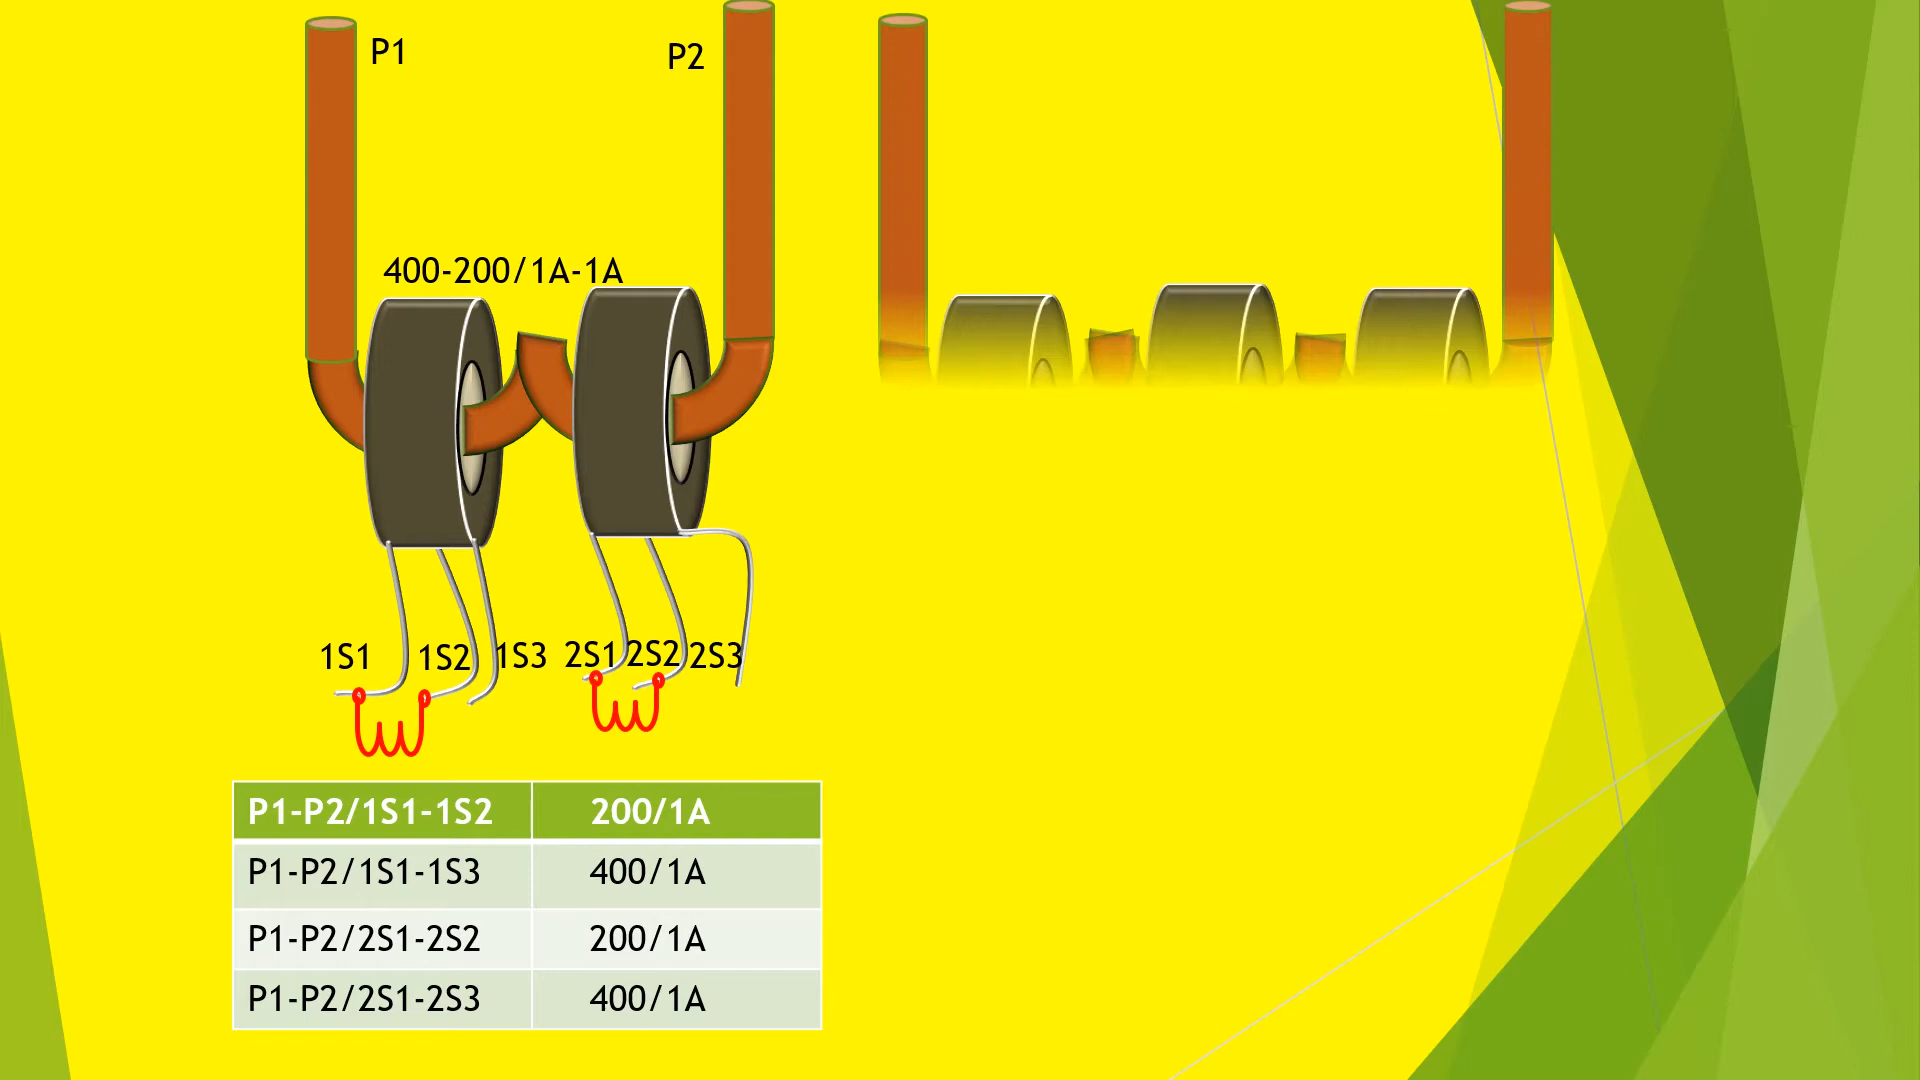 P1
P2
400-200/1A-1A
1S1 1S2 1S3 2S1 2S2 2S3
P1-P2/1S1-1S2 200/1A
P1-P2/1S1-1S3 400/1A
P1-P2/2S1-2S2 200/1A
P1-P2/2S1-2S3 400/1A